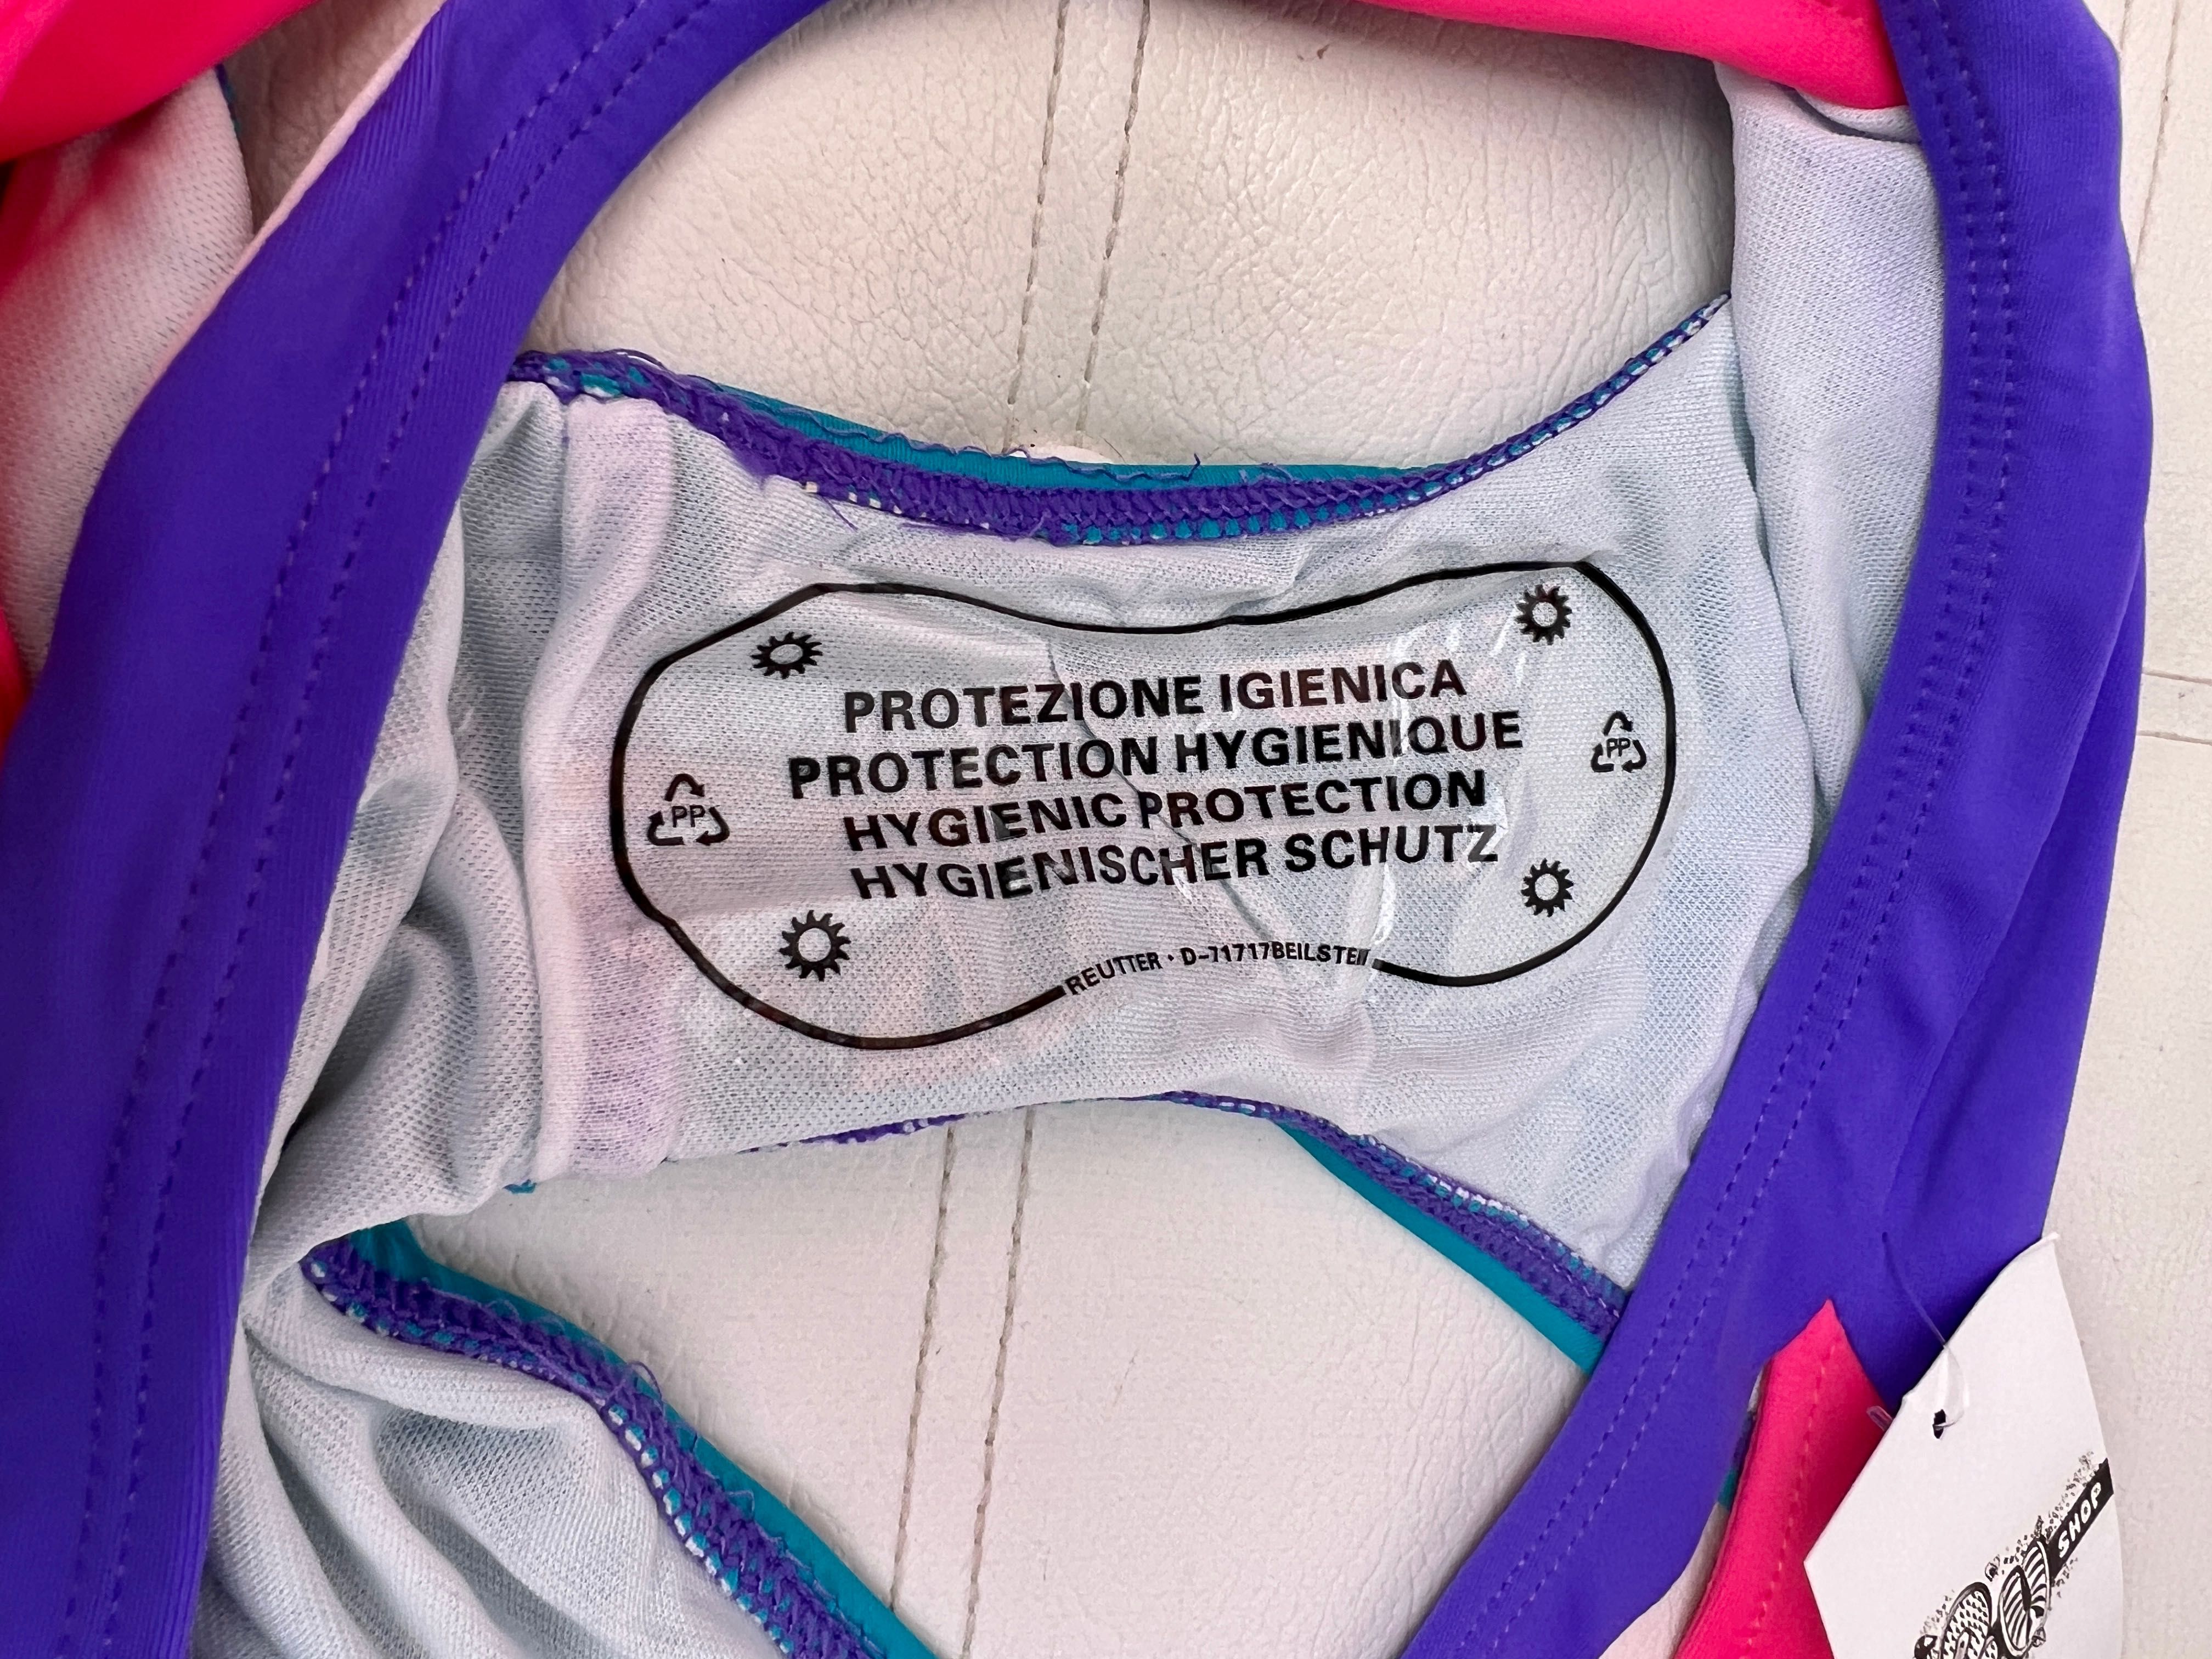 PROTEZIONE IGIENICA
PROTECTION HYGIENIQUE
HYGIENIC PROTECTION
HYGIENISCHER SCHUTZ
PP
PP
REUTTER · D-71717BEILSTEIN
SHOP